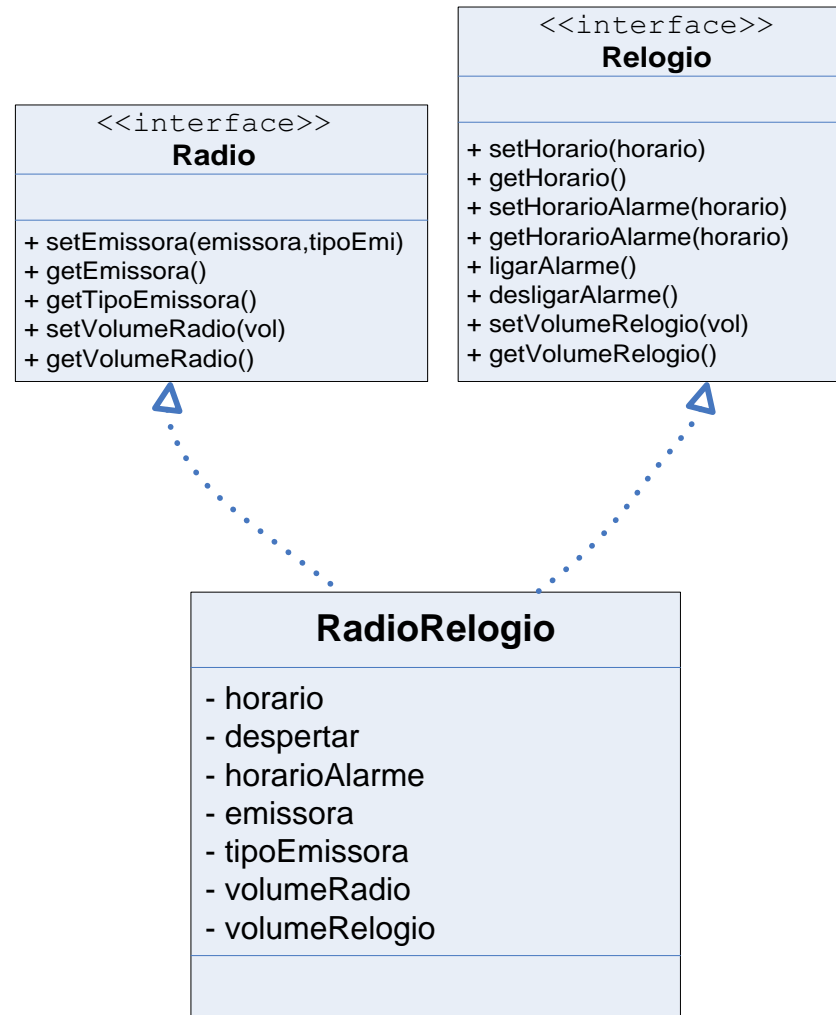 <<interface>>
Radio
+ setEmissora(emissora,tipoEmi)
+ getEmissora()
+ getTipoEmissora()
+ setVolumeRadio(vol)
+ getVolumeRadio()
<<interface>>
Relogio
+ setHorario(horario)
+ getHorario()
+ setHorarioAlarme(horario)
+ getHorarioAlarme(horario)
+ ligarAlarme()
+ desligarAlarme()
+ setVolumeRelogio(vol)
+ getVolumeRelogio()
RadioRelogio
- horario
- despertar
- horarioAlarme
- emissora
- tipoEmissora
- volumeRadio
- volumeRelogio